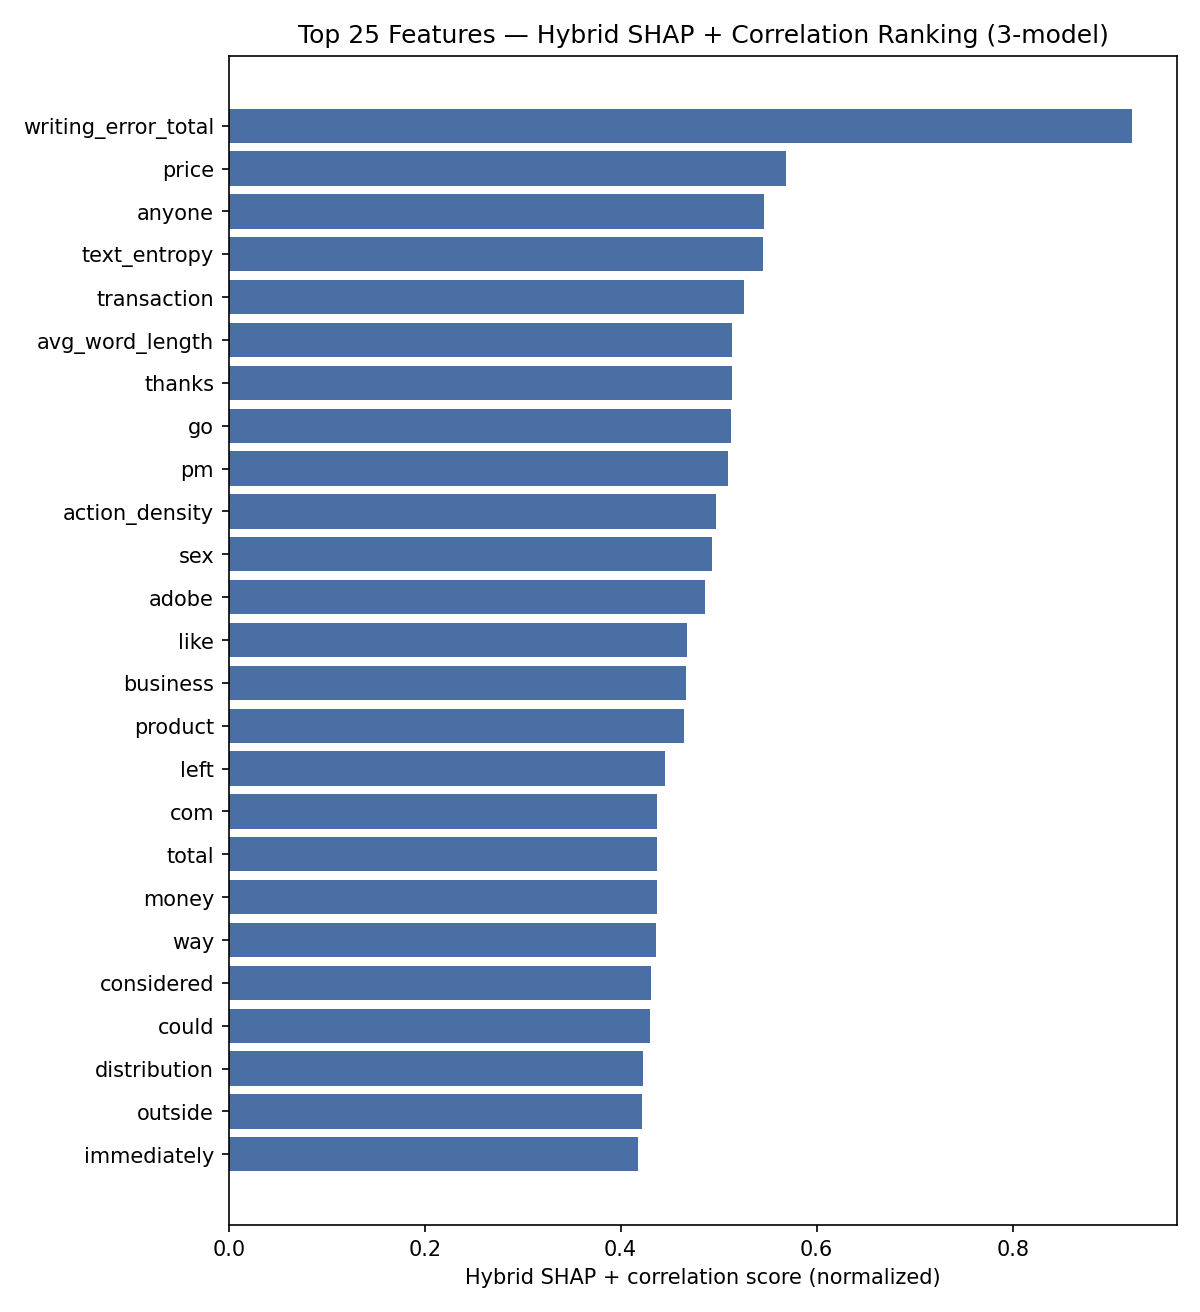 Top 25 Features — Hybrid SHAP + Correlation Ranking (3-model)
writing_error_total
price
anyone
text_entropy
transaction
avg_word_length
thanks
go
pm
action_density
sex
adobe
like
business
product
left
com
total
money
way
considered
could
distribution
outside
immediately
0.0 0.2 0.4 0.6 0.8
Hybrid SHAP + correlation score (normalized)